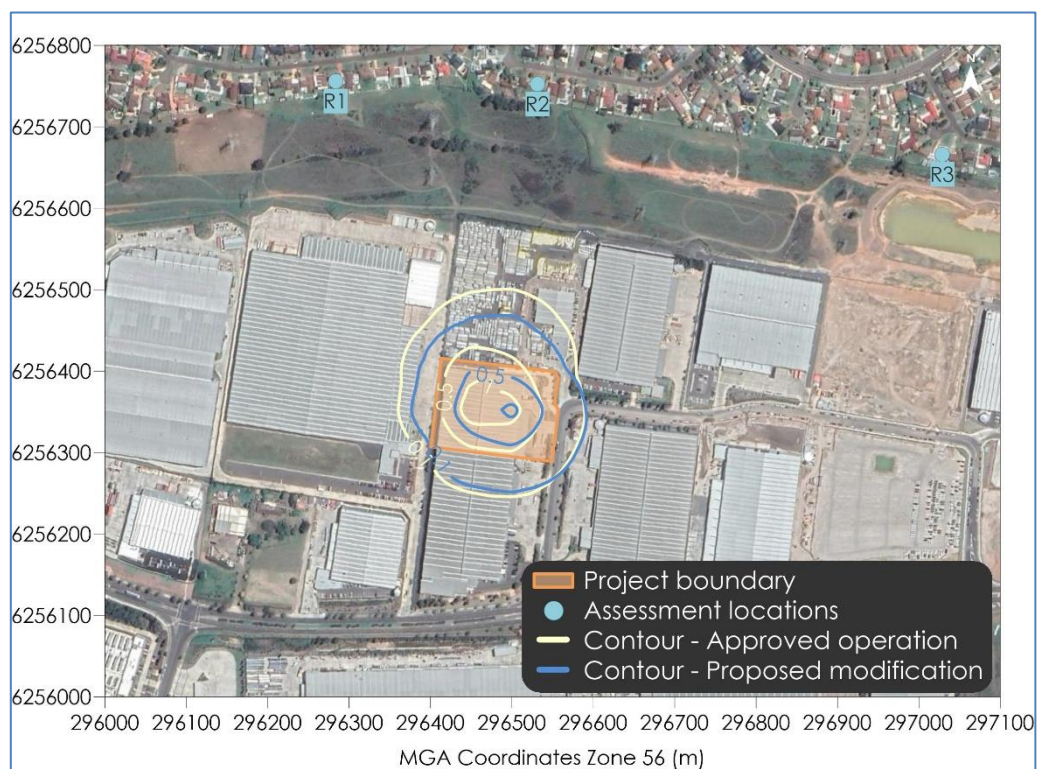 6256800
6256700
6256600
6256500
6256400
6256300
6256200
6256100
6256000
N
R1
R2
R3
0.5
0.5
Project boundary
Assessment locations
Contour - Approved operation
Contour - Proposed modification
296000 296100 296200 296300 296400 296500 296600 296700 296800 296900 297000 297100
MGA Coordinates Zone 56 (m)